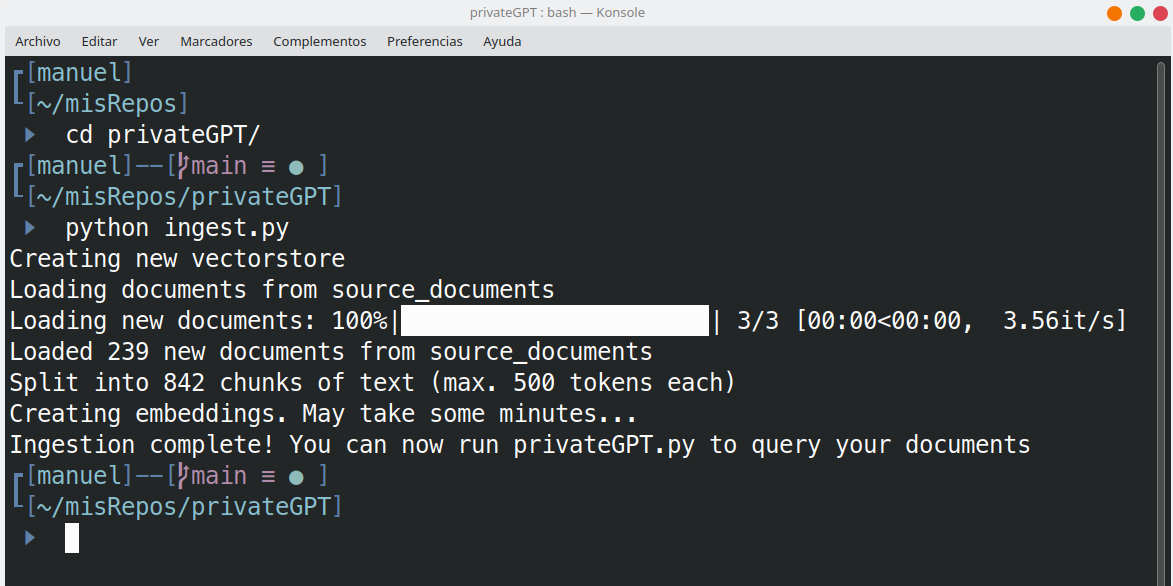 privateGPT : bash — Konsole
Archivo Editar Ver Marcadores Complementos Preferencias Ayuda
[manuel]
[~/misRepos]
cd privateGPT/
[manuel]──[main ≡ ● ]
[~/misRepos/privateGPT]
python ingest.py
Creating new vectorstore
Loading documents from source_documents
Loading new documents: 100%|██████████████████████| 3/3 [00:00<00:00,  3.56it/s]
Loaded 239 new documents from source_documents
Split into 842 chunks of text (max. 500 tokens each)
Creating embeddings. May take some minutes...
Ingestion complete! You can now run privateGPT.py to query your documents
[manuel]──[main ≡ ● ]
[~/misRepos/privateGPT]